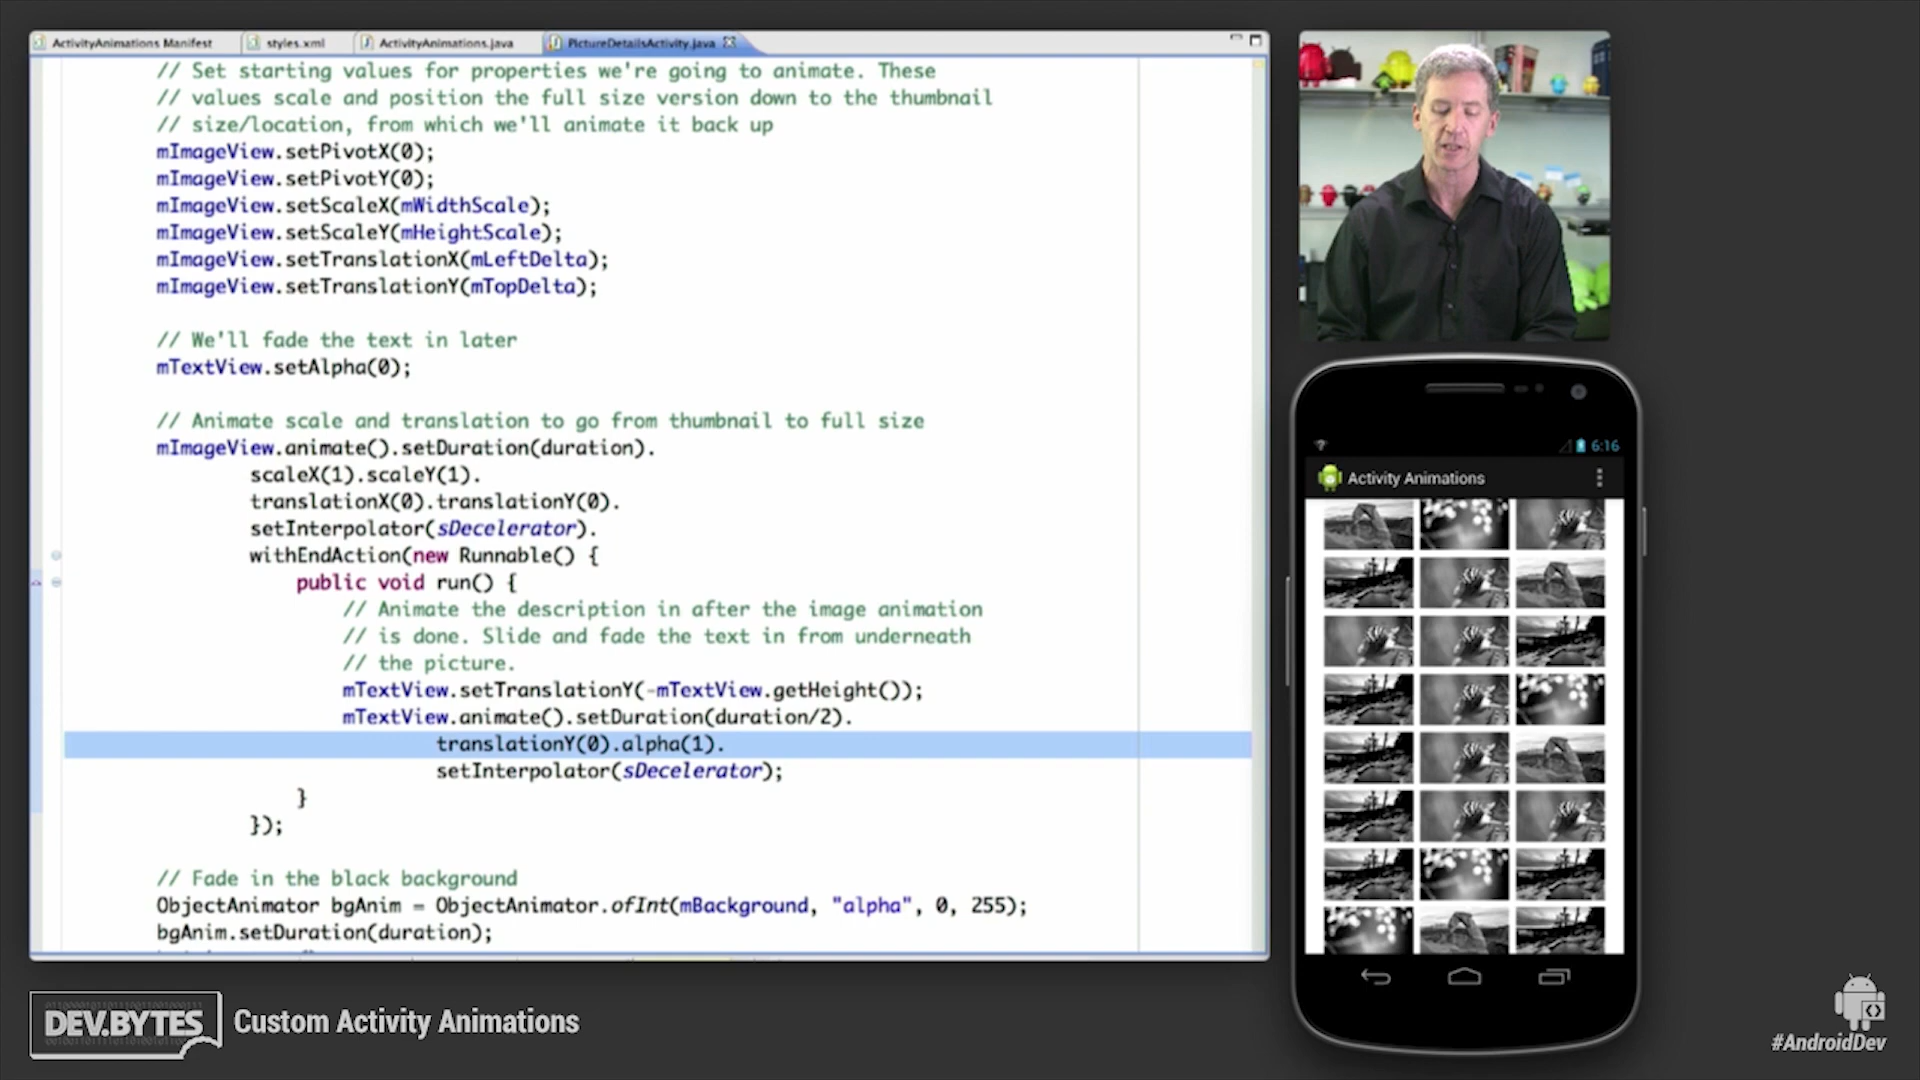 ActivityAnimations Manifest
styles.xml
ActivityAnimations.java
PictureDetailsActivity.java
// Set starting values for properties we're going to animate. These
// values scale and position the full size version down to the thumbnail
// size/location, from which we'll animate it back up
mImageView.setPivotX(0);
mImageView.setPivotY(0);
mImageView.setScaleX(mWidthScale);
mImageView.setScaleY(mHeightScale);
mImageView.setTranslationX(mLeftDelta);
mImageView.setTranslationY(mTopDelta);
// We'll fade the text in later
mTextView.setAlpha(0);
// Animate scale and translation to go from thumbnail to full size
mImageView.animate().setDuration(duration).
scaleX(1).scaleY(1).
translationX(0).translationY(0).
setInterpolator(sDecelerator).
withEndAction(new Runnable() {
public void run() {
// Animate the description in after the image animation
// is done. Slide and fade the text in from underneath
// the picture.
mTextView.setTranslationY(-mTextView.getHeight());
mTextView.animate().setDuration(duration/2).
translationY(0).alpha(1).
setInterpolator(sDecelerator);
}
});
// Fade in the black background
ObjectAnimator bgAnim = ObjectAnimator.ofInt(mBackground, "alpha", 0, 255);
bgAnim.setDuration(duration);
6:16
Activity Animations
DEV.BYTES
Custom Activity Animations
#AndroidDev